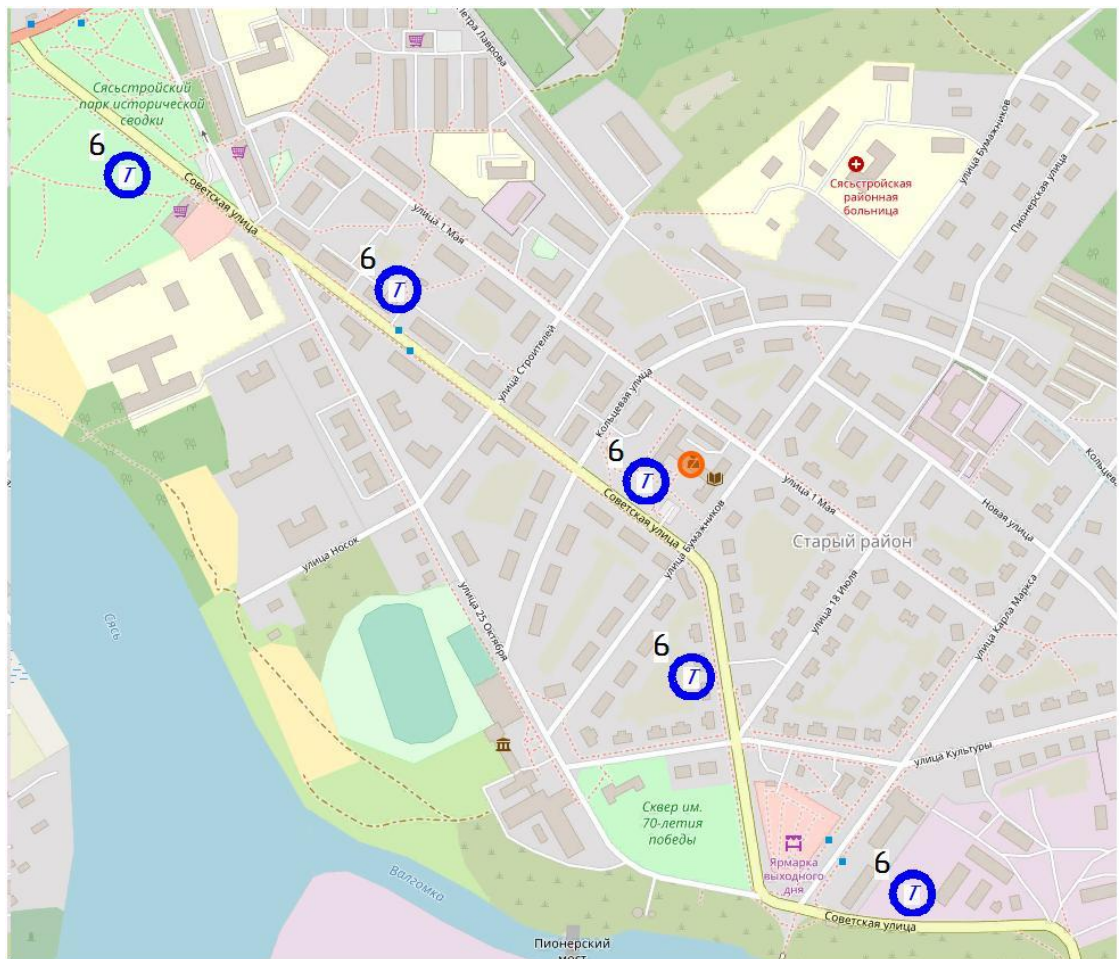 Петра Лаврова
Сясьстройский
парк исторической
сводки
6
T
Советская улица
улица 1 Мая
Сясьстройская
районная
больница
улица Бумажников
Пионерская улица
6
T
улица Строителей
Кольцевая улица
6
T
Советская улица
улица Бумажников
улица 1 Мая
Новая улица
Кольцевая
Старый район
улица Носок
улица 25 Октября
улица 18 Июля
улица Карла Маркса
Сясь
6
T
улица Культуры
Сквер им.
70-летия
победы
Ярмарка
выходного
дня
6
T
Валгомка
Советская улица
Пионерский
мост